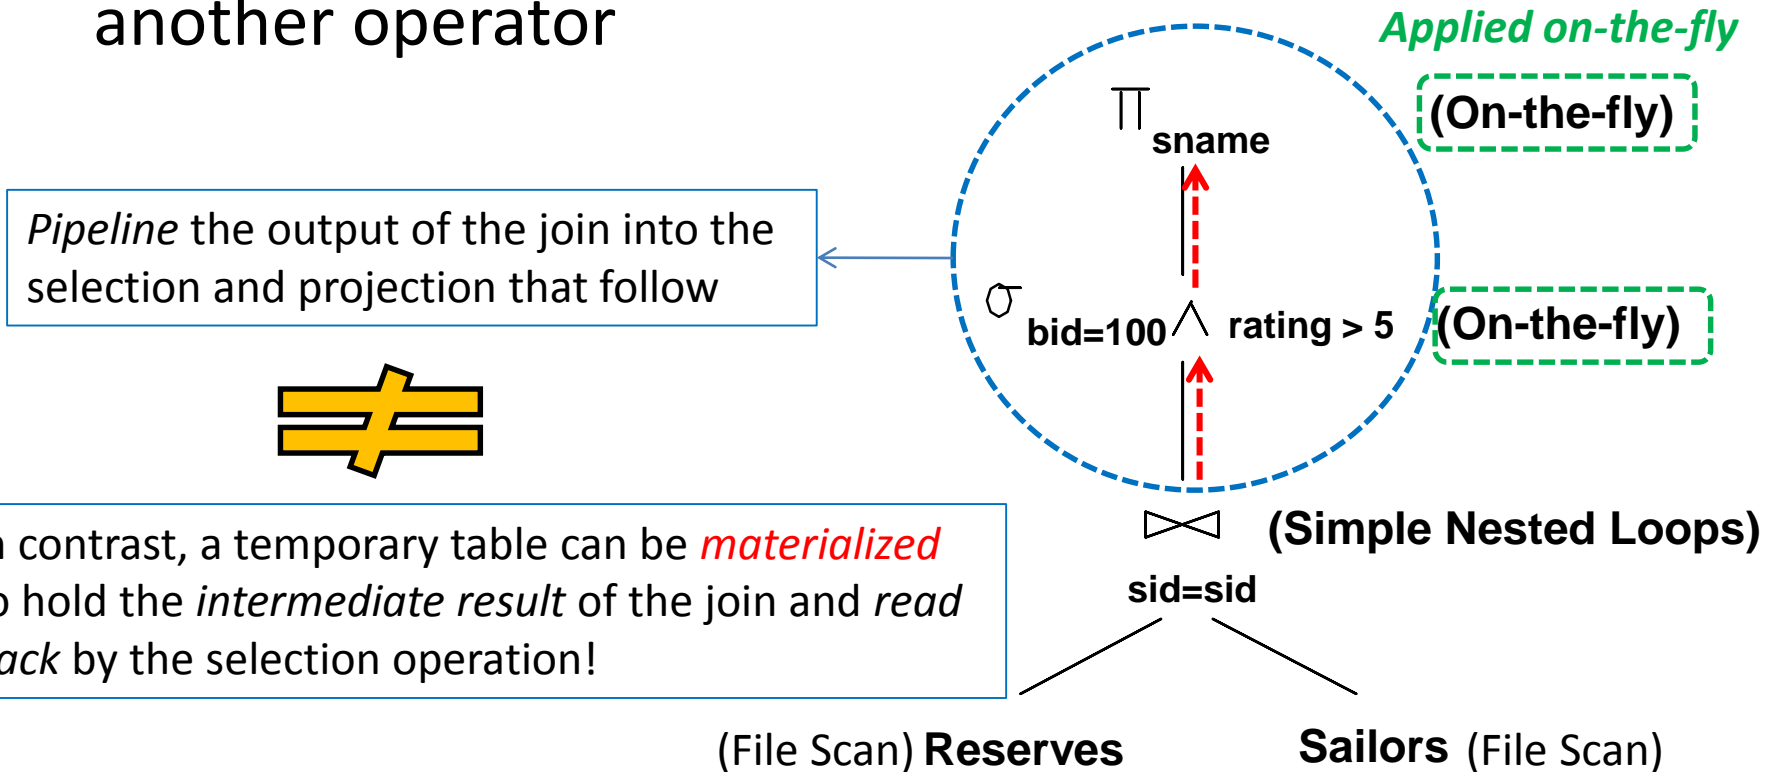 another operator
Applied on-the-fly
(On-the-fly)
∏ sname
Pipeline the output of the join into the
selection and projection that follow
σ bid=100 ∧ rating > 5 (On-the-fly)
≠
⋈ (Simple Nested Loops)
sid=sid
contrast, a temporary table can be materialized
hold the intermediate result of the join and read
by the selection operation!
(File Scan) Reserves
Sailors (File Scan)